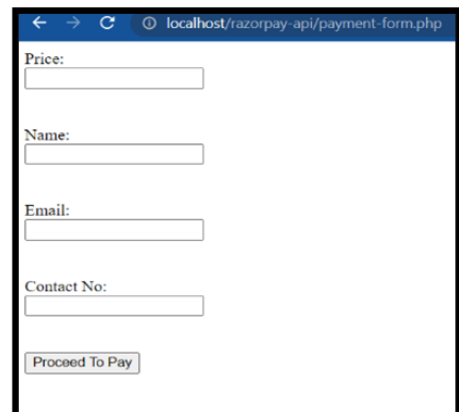 localhost/razorpay-api/payment-form.php
Price:
Name:
Email:
Contact No:
Proceed To Pay